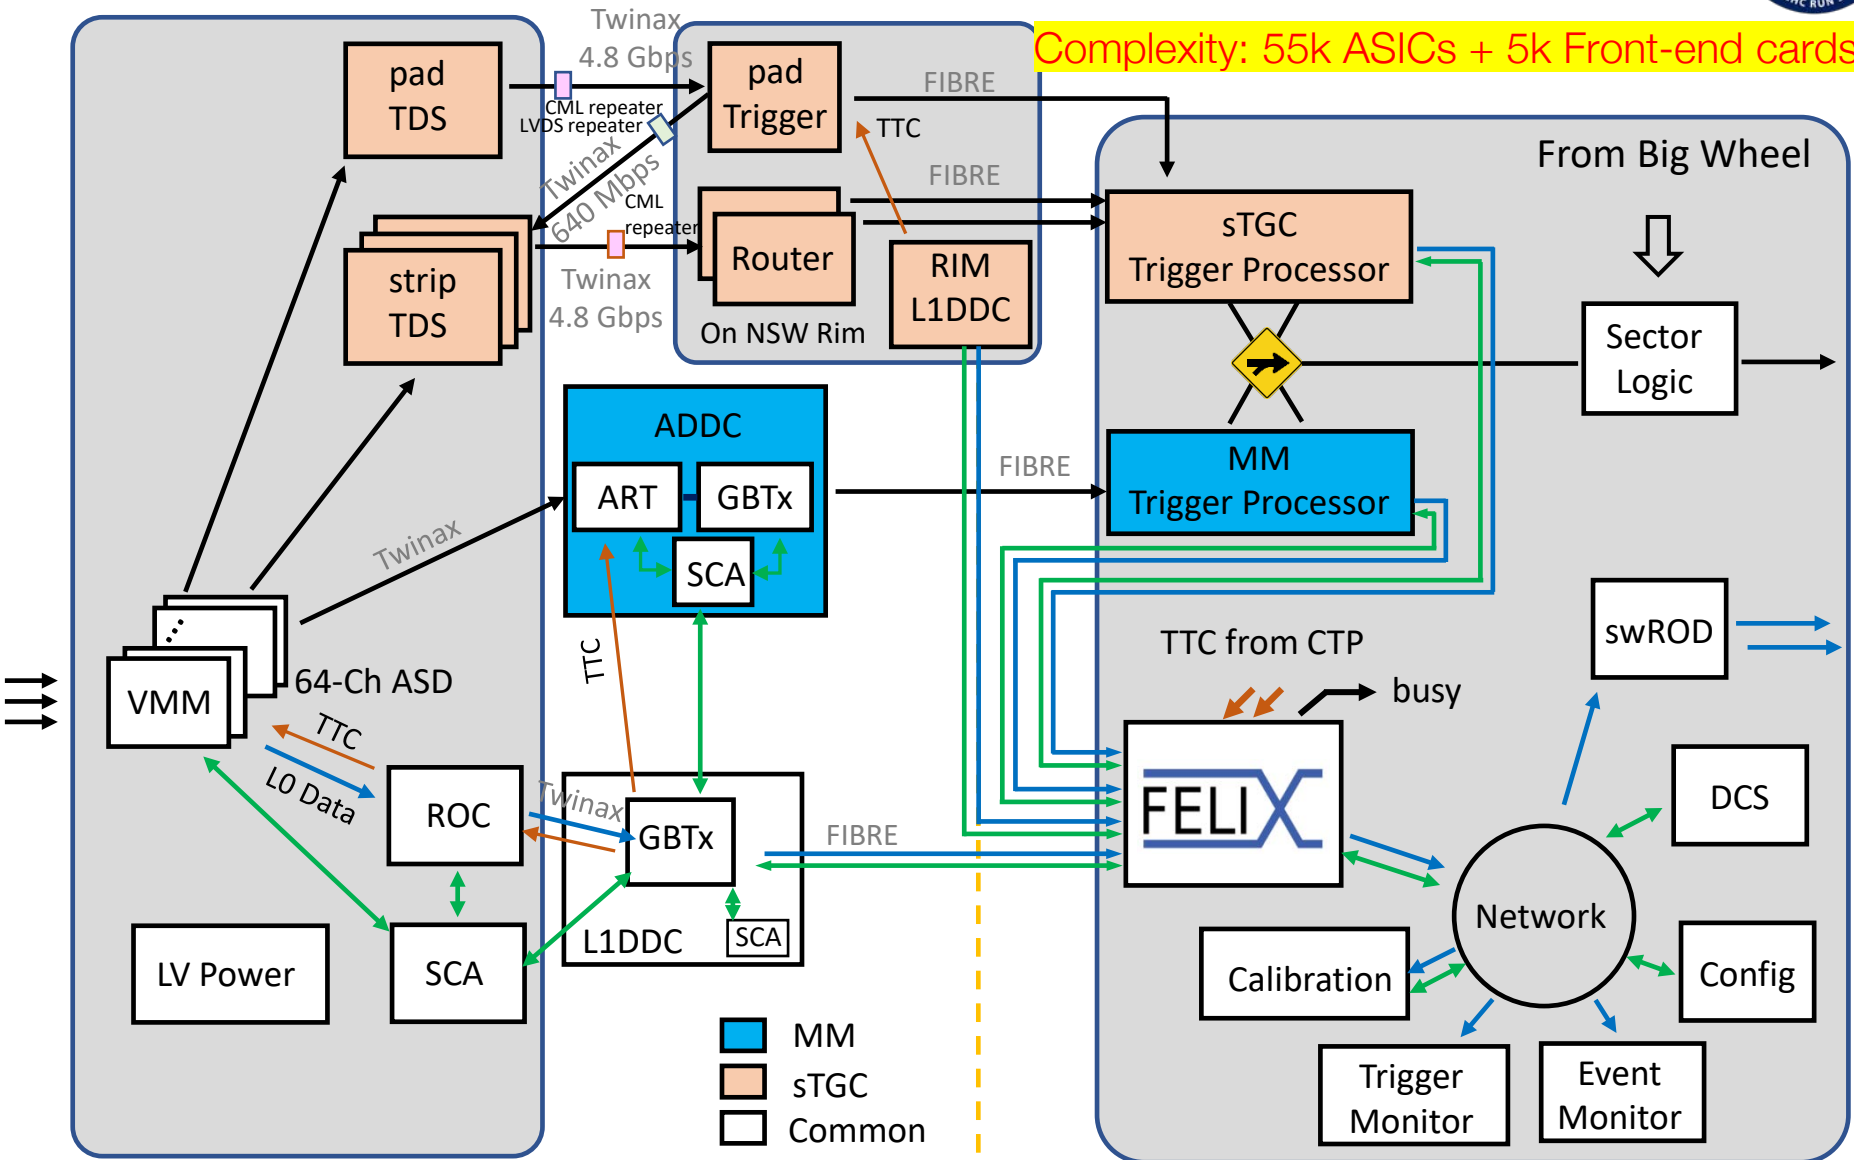 HC RUN
Complexity: 55k ASICs + 5k Front-end cards
Twinax
4.8 Gbps
pad
TDS
CML repeater
LVDS repeater
pad
Trigger
FIBRE
TTC
Twinax
640 Mbps
FIBRE
From Big Wheel
CML
repeater
strip
TDS
Twinax
4.8 Gbps
Router
RIM
L1DDC
On NSW Rim
sTGC
Trigger Processor
Sector
Logic
ADDC
ART
GBTx
SCA
FIBRE
MM
Trigger Processor
Twinax
VMM
64-Ch ASD
TTC
TTC
L0 Data
ROC
Twinax
GBTx
FIBRE
L1DDC
SCA
LV Power
SCA
TTC from CTP
busy
FELIX
swROD
DCS
Network
Calibration
Config
Trigger
Monitor
Event
Monitor
MM
sTGC
Common